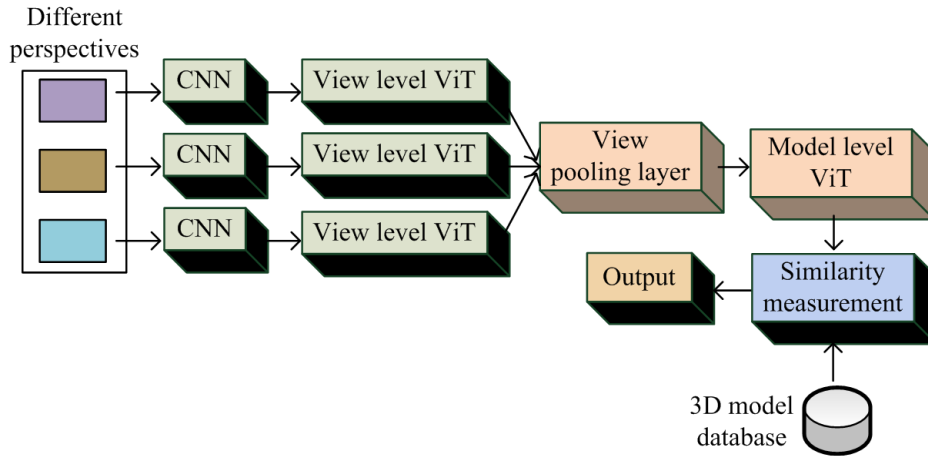 Different
perspectives
CNN
View level ViT
CNN
View level ViT
CNN
View level ViT
View
pooling layer
Model level
ViT
Output
Similarity
measurement
3D model
database